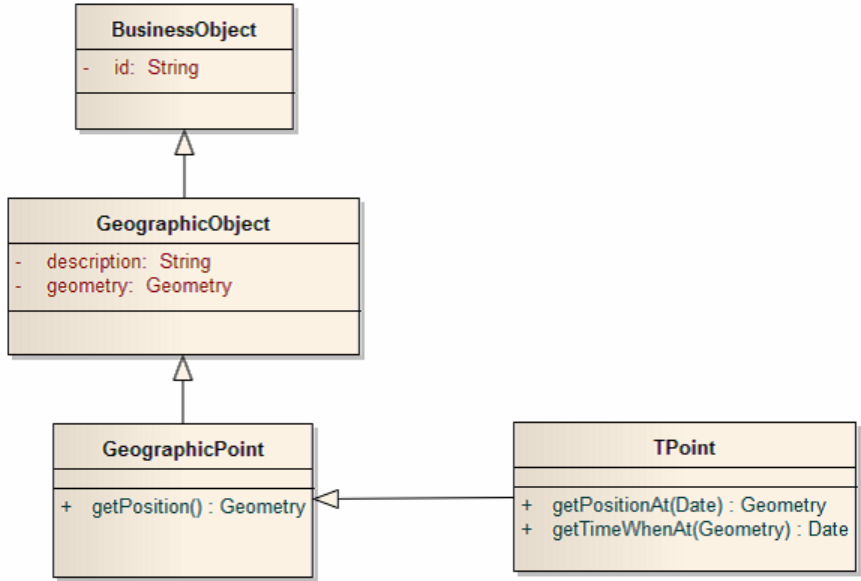 BusinessObject
- id: String
GeographicObject
- description: String
- geometry: Geometry
GeographicPoint
+ getPosition() : Geometry
TPoint
+ getPositionAt(Date) : Geometry
+ getTimeWhenAt(Geometry) : Date